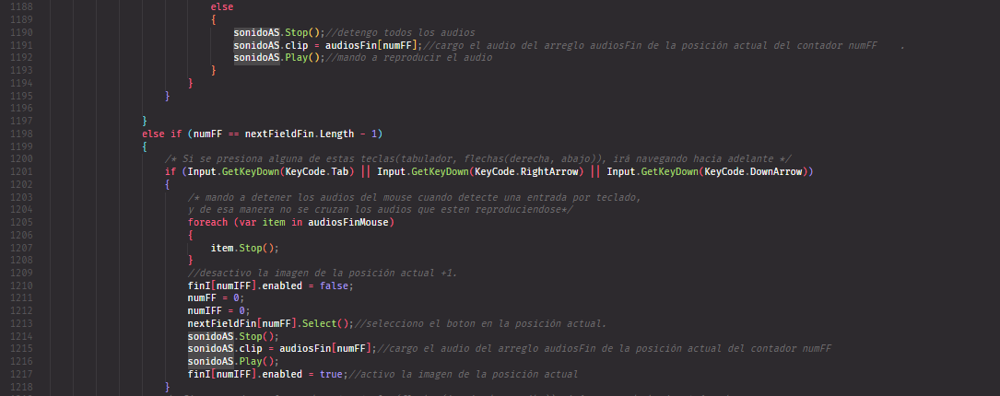 1188 else
1189 {
1190 sonidoAS.Stop();//detengo todos los audios
1191 sonidoAS.clip = audiosFin[numFF];//cargo el audio del arreglo audiosFin de la posición actual del contador numFF    .
1192 sonidoAS.Play();//mando a reproducir el audio
1193 }
1194 }
1195 }
1196
1197 }
1198 else if (numFF == nextFieldFin.Length - 1)
1199 {
1200 /* Si se presiona alguna de estas teclas(tabulador, flechas(derecha, abajo)), irá navegando hacia adelante */
1201 if (Input.GetKeyDown(KeyCode.Tab) || Input.GetKeyDown(KeyCode.RightArrow) || Input.GetKeyDown(KeyCode.DownArrow))
1202 {
1203 /* mando a detener los audios del mouse cuando detecte una entrada por teclado,
1204 y de esa manera no se cruzan los audios que esten reproduciendose*/
1205 foreach (var item in audiosFinMouse)
1206 {
1207 item.Stop();
1208 }
1209 //desactivo la imagen de la posición actual +1.
1210 finI[numIFF].enabled = false;
1211 numFF = 0;
1212 numIFF = 0;
1213 nextFieldFin[numFF].Select();//selecciono el boton en la posición actual.
1214 sonidoAS.Stop();
1215 sonidoAS.clip = audiosFin[numFF];//cargo el audio del arreglo audiosFin de la posición actual del contador numFF
1216 sonidoAS.Play();
1217 finI[numIFF].enabled = true;//activo la imagen de la posición actual
1218 }